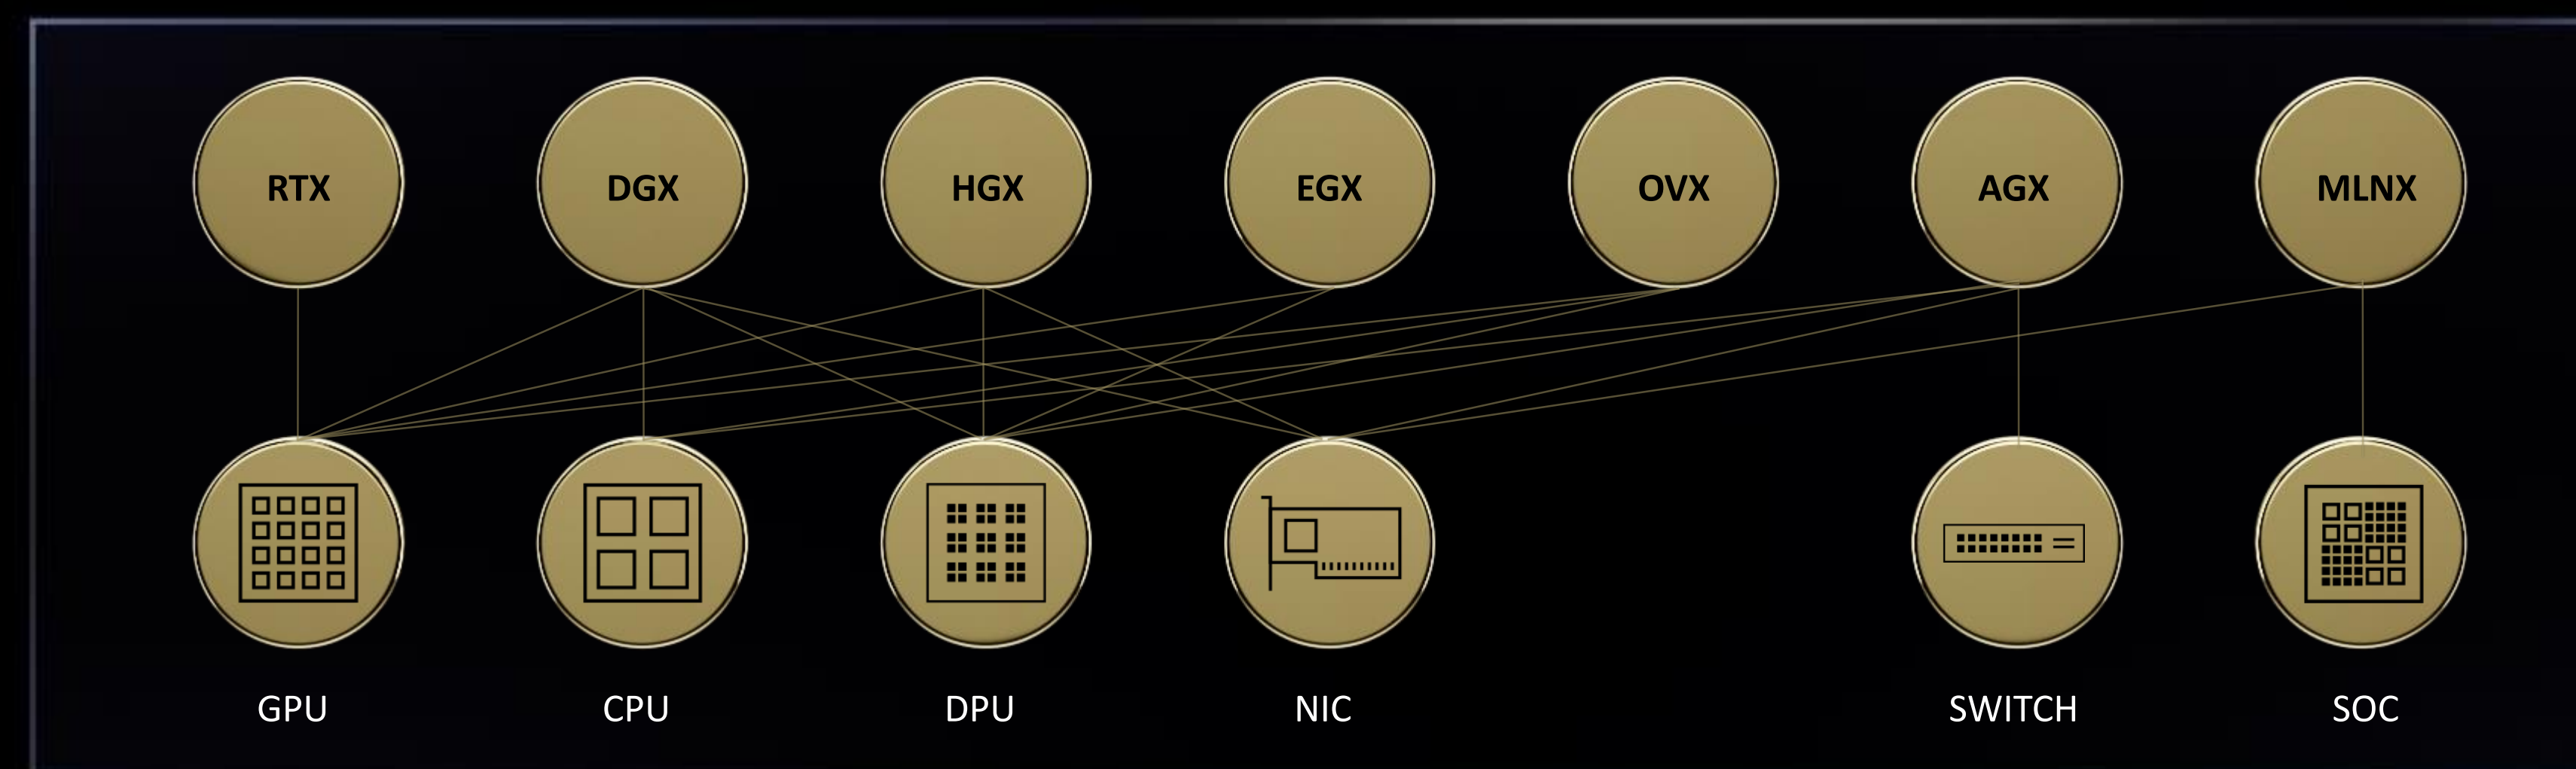 RTX
DGX
HGX
EGX
OVX
AGX
MLNX
GPU
CPU
DPU
NIC
SWITCH
SOC